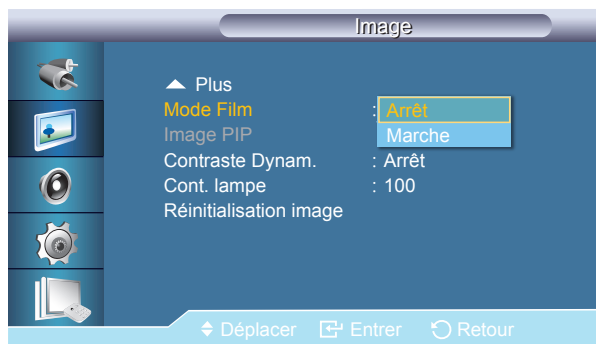 Image
Plus
Mode Film : Arrêt
Marche
Image PIP
Contraste Dynam. : Arrêt
Cont. lampe : 100
Réinitialisation image
Déplacer Entrer Retour